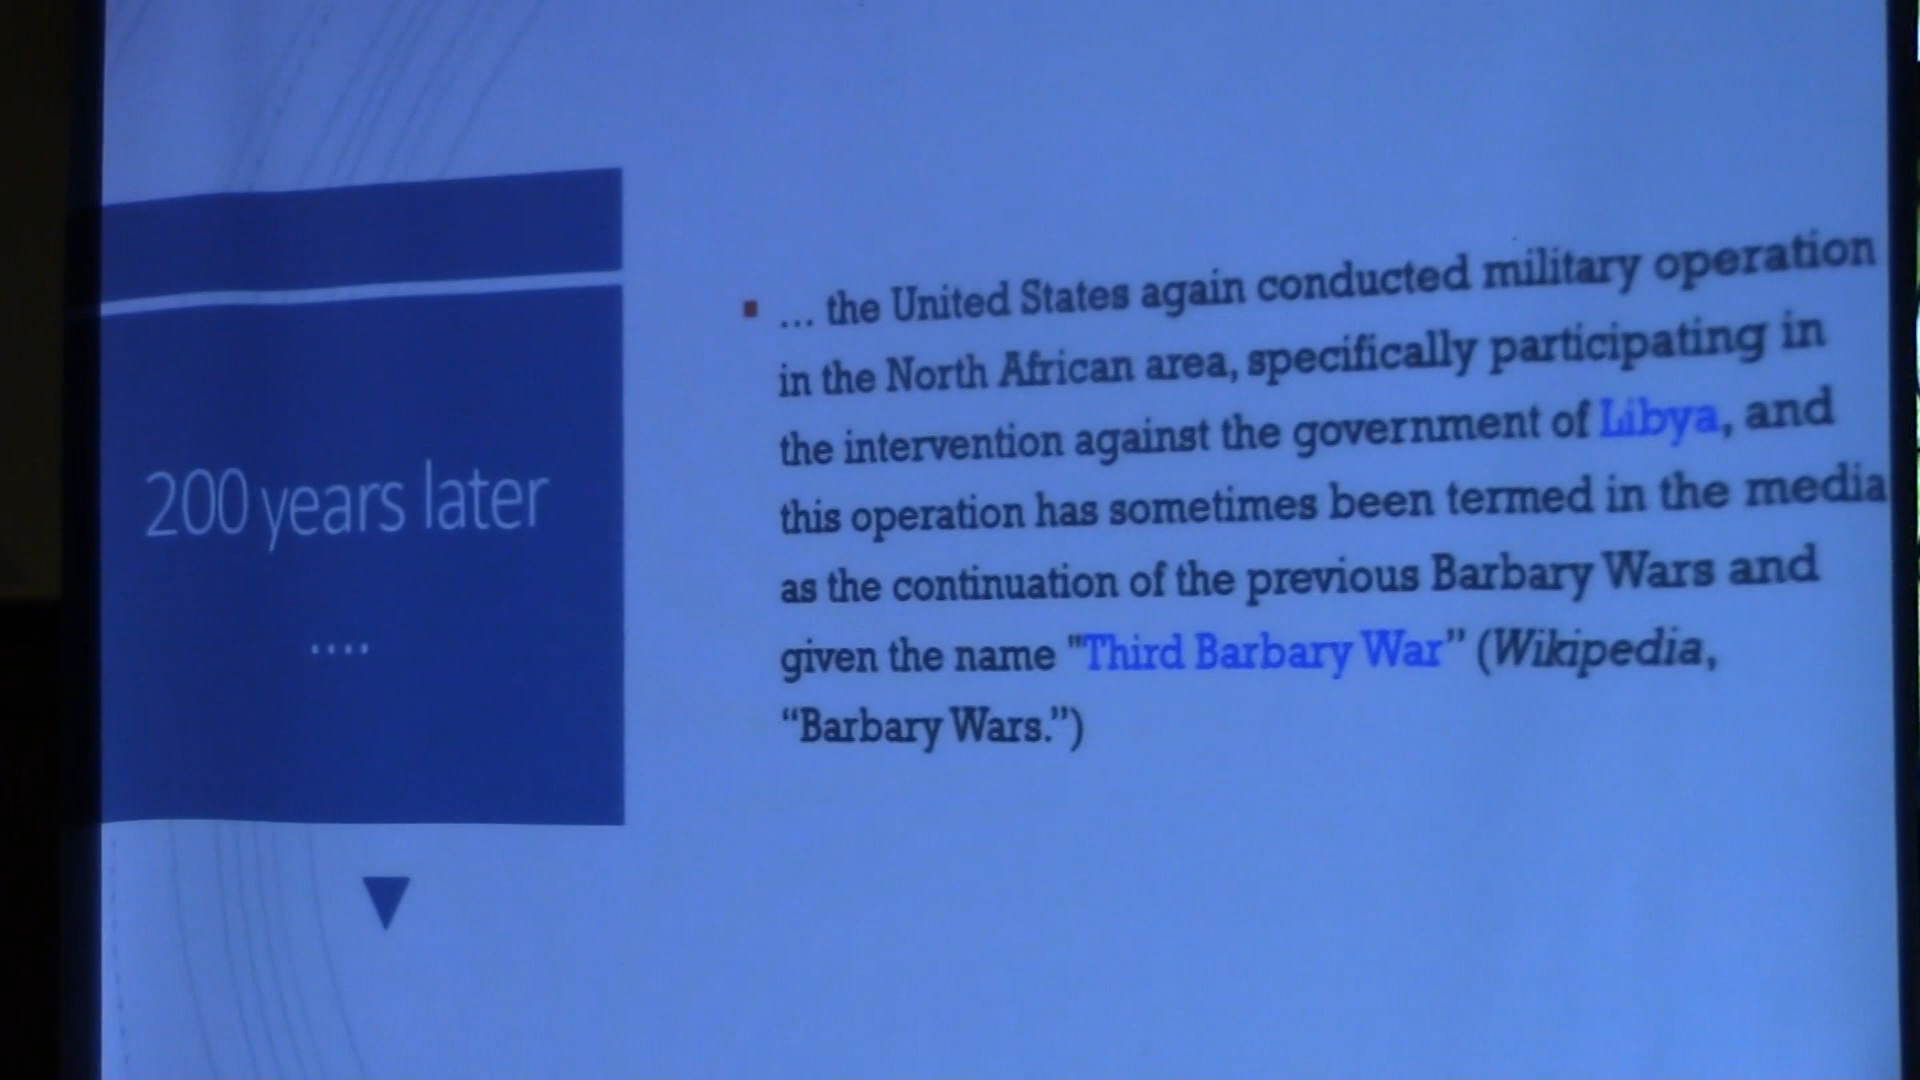 200 years later
....
… the United States again conducted military operation
in the North African area, specifically participating in
the intervention against the government of Libya, and
this operation has sometimes been termed in the media
as the continuation of the previous Barbary Wars and
given the name "Third Barbary War” (Wikipedia,
“Barbary Wars.”)